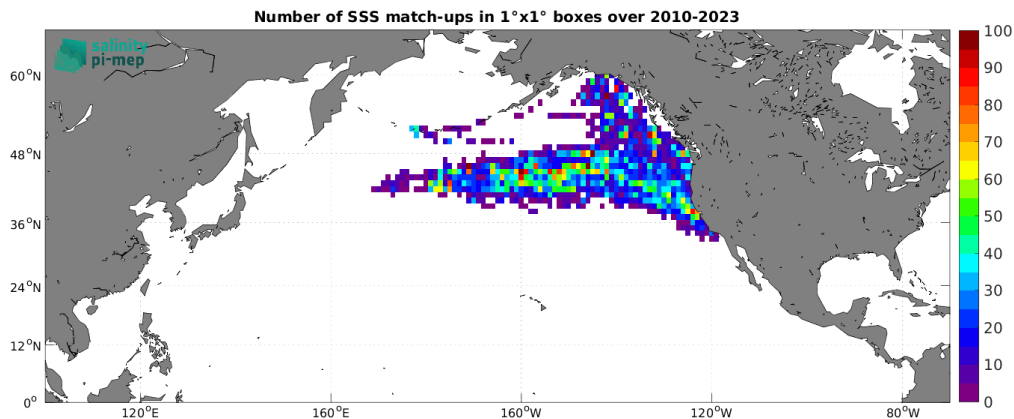 Number of SSS match-ups in 1°x1° boxes over 2010-2023
salinity
pi-mep
60°N
48°N
36°N
24°N
12°N
0°
120°E
160°E
160°W
120°W
80°W
100
90
80
70
60
50
40
30
20
10
0